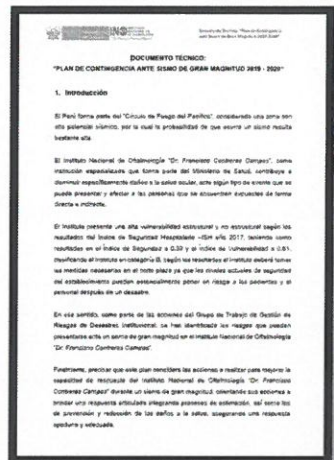 DOCUMENTO TECNICO:
"PLAN DE CONTINGENCIA ANTE SISMO DE GRAN MAGNITUD 2019 - 2020"
1. Introducción
El Perú forma parte del "Círculo de Fuego del Pacífico", considerada una zona con
alto potencial sísmico, por lo cual la probabilidad de que ocurra un sismo resulta
bastante alta.
El Instituto Nacional de Oftalmología "Dr. Francisco Contreras Campos", como
institución especializada que forma parte del Ministerio de Salud, contribuye a
disminuir específicamente daños a la salud ocular, ante algún tipo de evento que se
pueda presentar y afectar a las personas que se encuentran expuestos de forma
directa e indirecta.
El Instituto presenta una alta vulnerabilidad estructural y no estructural según los
resultados del Índice de Seguridad Hospitalaria –ISH año 2017, teniendo como
resultados en el Índice de Seguridad a 0.39 y el Índice de Vulnerabilidad a 0.61,
clasificando al Instituto en categoría B, según los resultados el Instituto deberá tomar
las medidas necesarias en el corto plazo ya que los niveles actuales de seguridad
del establecimiento pueden potencialmente poner en riesgo a los pacientes y el
personal después de un desastre.
En ese sentido, como parte de las acciones del Grupo de Trabajo de Gestión de
Riesgos de Desastres Institucional, se han identificado los riesgos que pueden
presentarse ante un sismo de gran magnitud en el Instituto Nacional de Oftalmología
"Dr. Francisco Contreras Campos".
Finalmente, precisar que este plan considera las acciones a realizar para mejorar la
capacidad de respuesta del Instituto Nacional de Oftalmología "Dr. Francisco
Contreras Campos" durante un sismo de gran magnitud, orientando sus acciones a
brindar una respuesta articulada integrando procesos de estimación, así como los
de prevención y reducción de los daños a la salud, asegurando una respuesta
oportuna y adecuada.